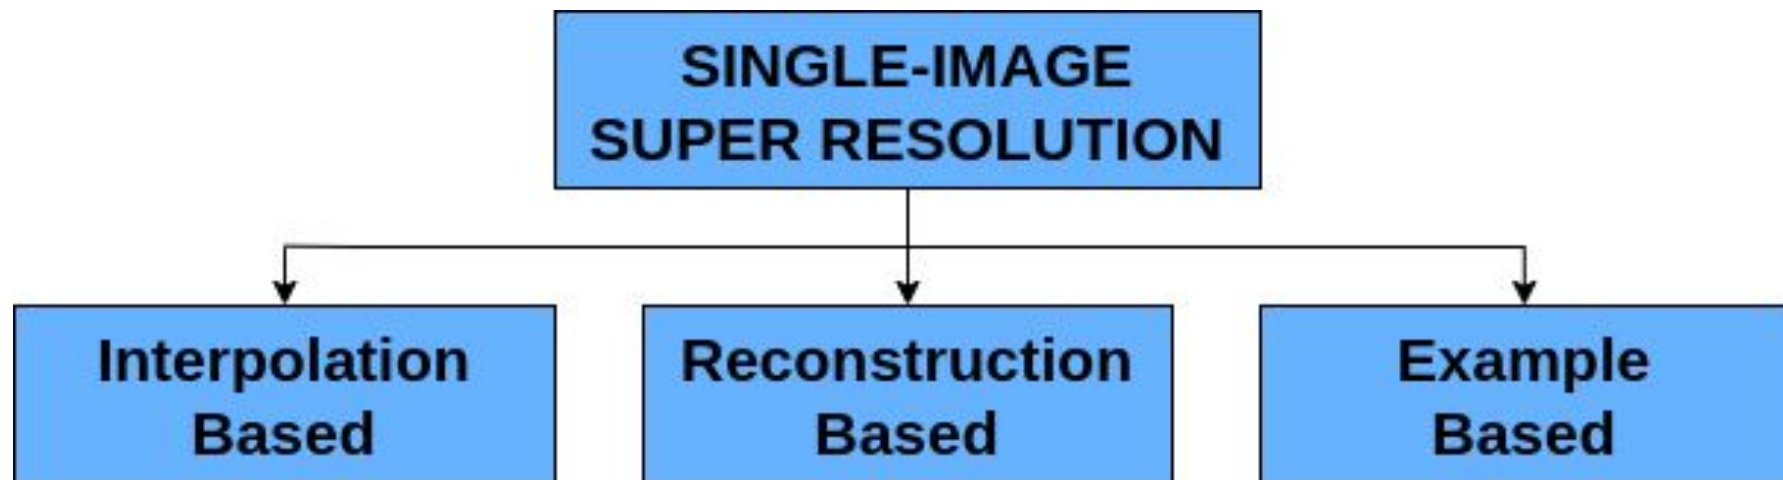 SINGLE-IMAGE
SUPER RESOLUTION
Interpolation
Based
Reconstruction
Based
Example
Based